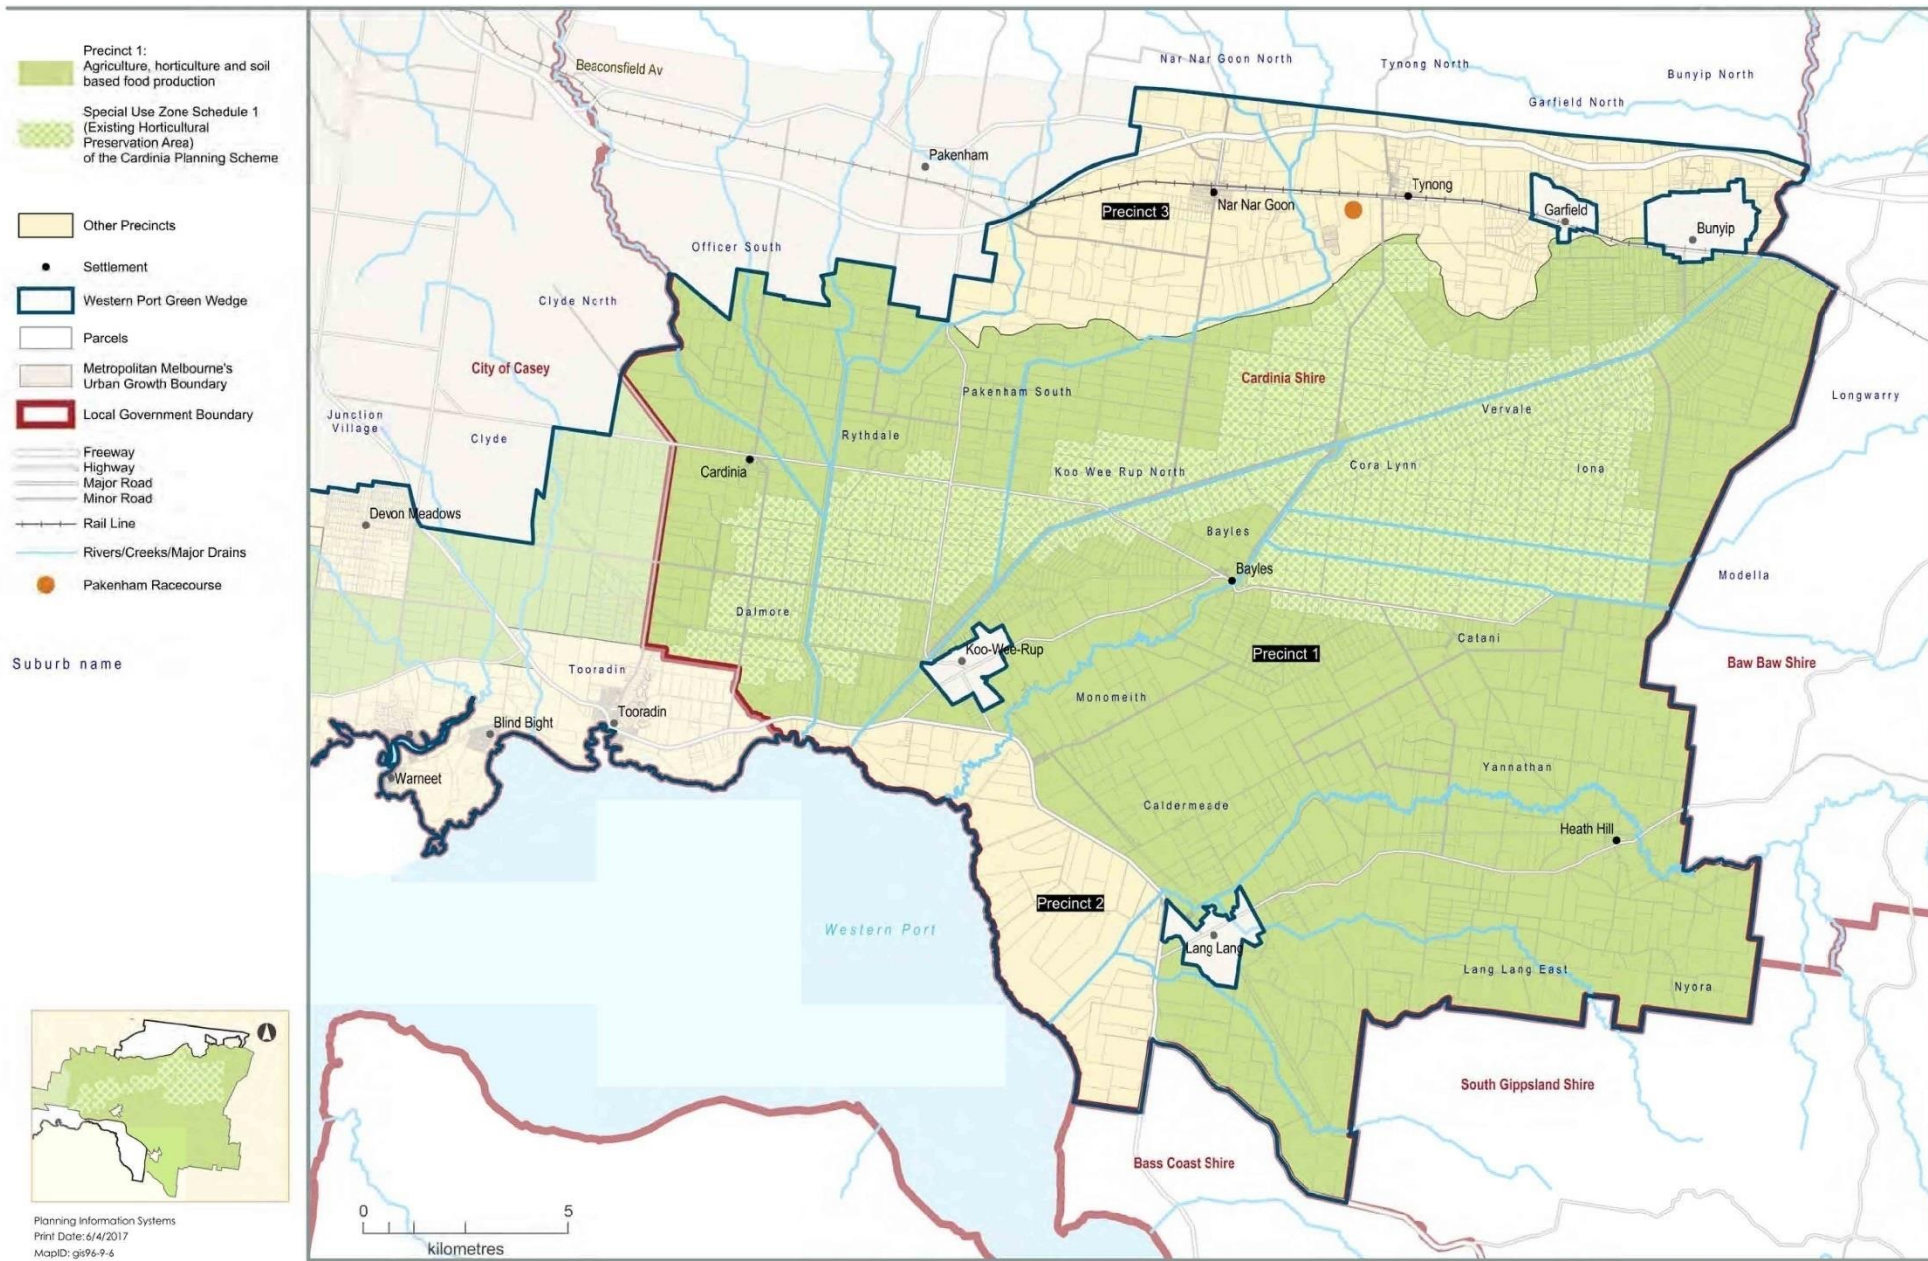 Precinct 1:
Agriculture, horticulture and soil
based food production
Special Use Zone Schedule 1
(Existing Horticultural
Preservation Area)
of the Cardinia Planning Scheme
Other Precincts
Settlement
Western Port Green Wedge
Parcels
Metropolitan Melbourne's
Urban Growth Boundary
Local Government Boundary
Freeway
Highway
Major Road
Minor Road
Rail Line
Rivers/Creeks/Major Drains
Pakenham Racecourse
Suburb name
Planning Information Systems
Print Date: 6/4/2017
MapID: gis96-9-6
Beaconsfield Av
Nar Nar Goon North
Tynong North
Bunyip North
Garfield North
Pakenham
Tynong
Nar Nar Goon
Precinct 3
Garfield
Bunyip
Officer South
Clyde North
City of Casey
Cardinia Shire
Pakenham South
Longwarry
Junction
Village
Clyde
Vervale
Rythdale
Cardinia
Koo Wee Rup North
Cora Lynn
Iona
Devon Meadows
Bayles
Bayles
Modella
Dalmore
Catani
Koo-Wee-Rup
Precinct 1
Baw Baw Shire
Tooradin
Monomeith
Tooradin
Blind Bight
Warneet
Yannathan
Caldermeade
Heath Hill
Precinct 2
Western Port
Lang Lang
Lang Lang East
Nyora
South Gippsland Shire
Bass Coast Shire
0 5
kilometres